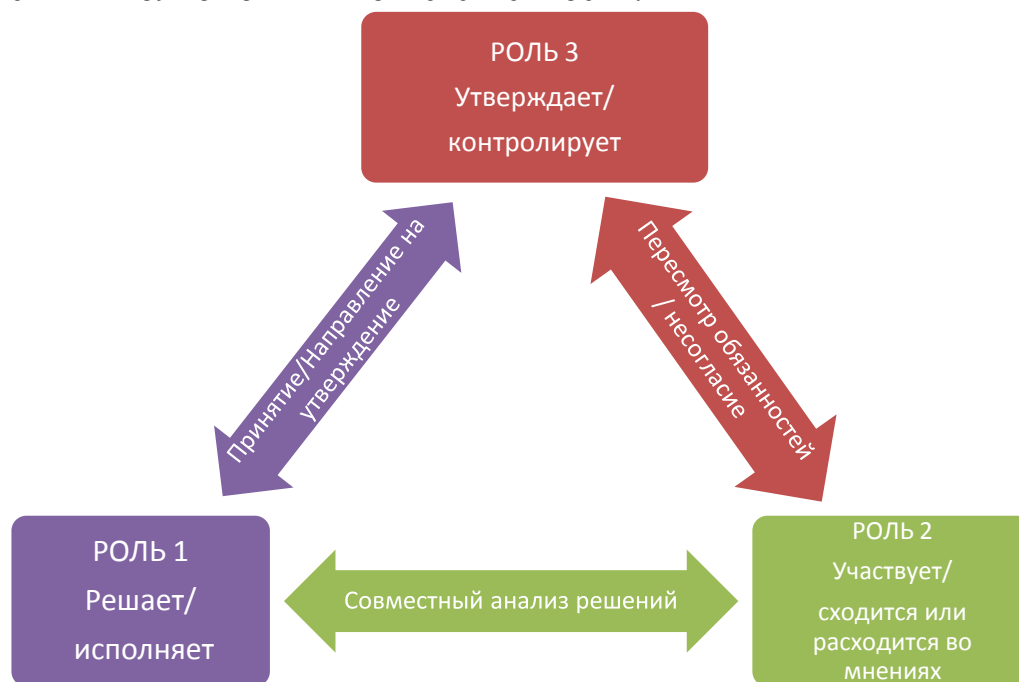 РОЛЬ 3
Утверждает/
контролирует
Принятие/Направление на
утверждение
Пересмотр обязанностей
/ несогласие
РОЛЬ 1
Решает/
исполняет
Совместный анализ решений
РОЛЬ 2
Участвует/
сходится или
расходится во
мнениях